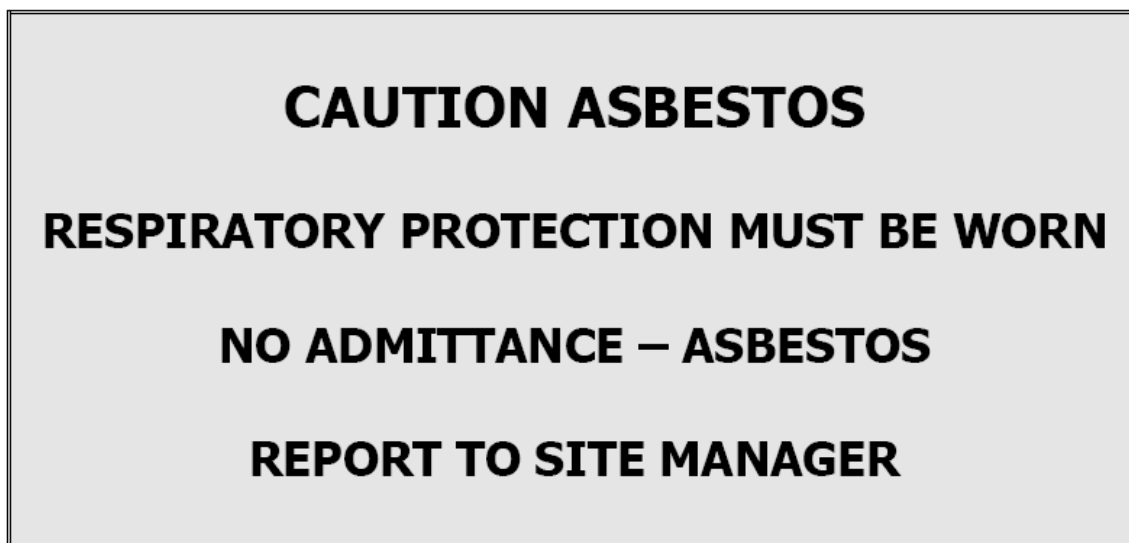 CAUTION ASBESTOS
RESPIRATORY PROTECTION MUST BE WORN
NO ADMITTANCE – ASBESTOS
REPORT TO SITE MANAGER